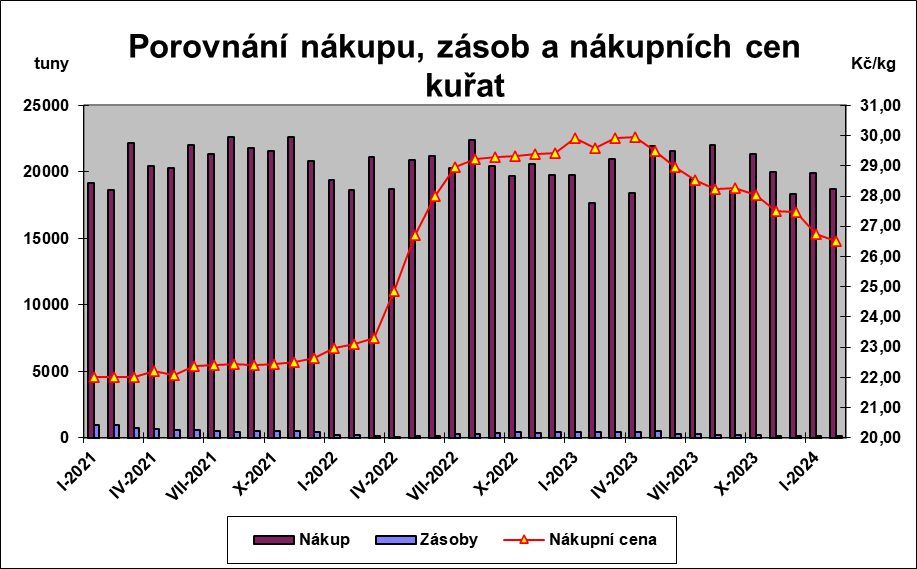 Porovnání nákupu, zásob a nákupních cen
kuřat
tuny
Kč/kg
25000
20000
15000
10000
5000
0
31,00
30,00
29,00
28,00
27,00
26,00
25,00
24,00
23,00
22,00
21,00
20,00
I-2021
IV-2021
VII-2021
X-2021
I-2022
IV-2022
VII-2022
X-2022
I-2023
IV-2023
VII-2023
X-2023
I-2024
Nákup
Zásoby
Nákupní cena